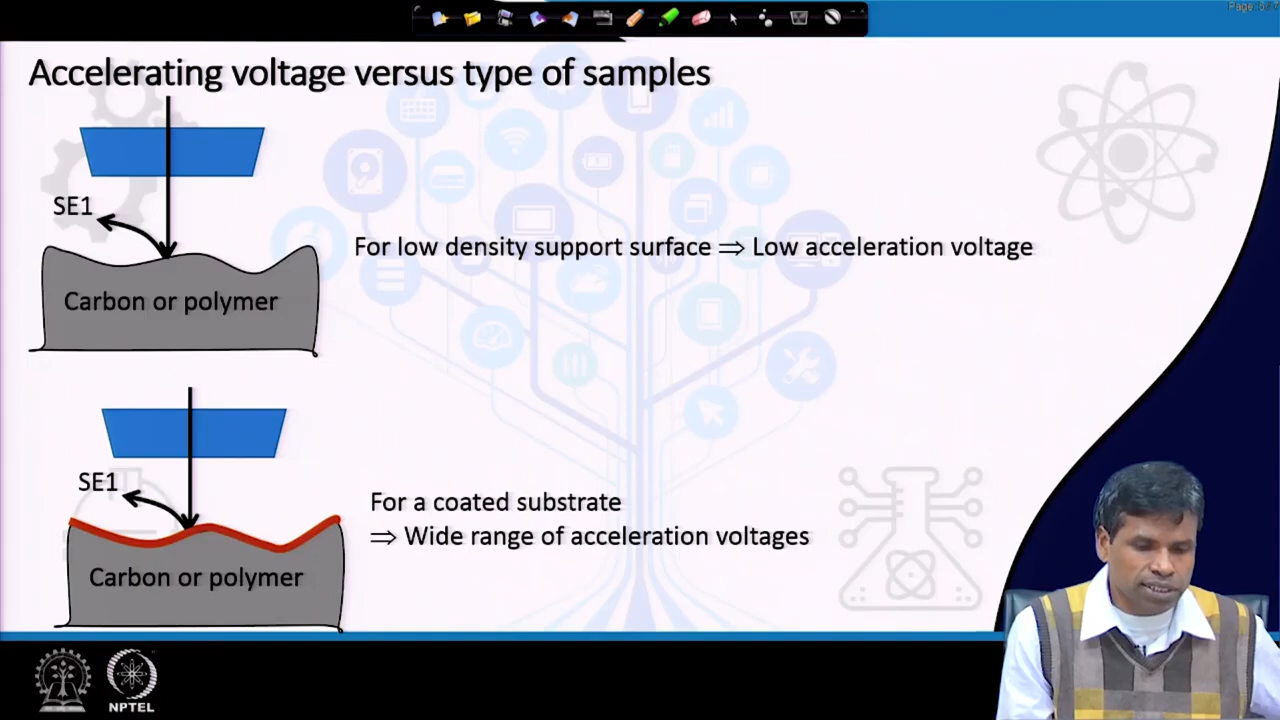 Accelerating voltage versus type of samples
SE1
For low density support surface ⇒ Low acceleration voltage
Carbon or polymer
SE1
For a coated substrate
⇒ Wide range of acceleration voltages
Carbon or polymer
NPTEL